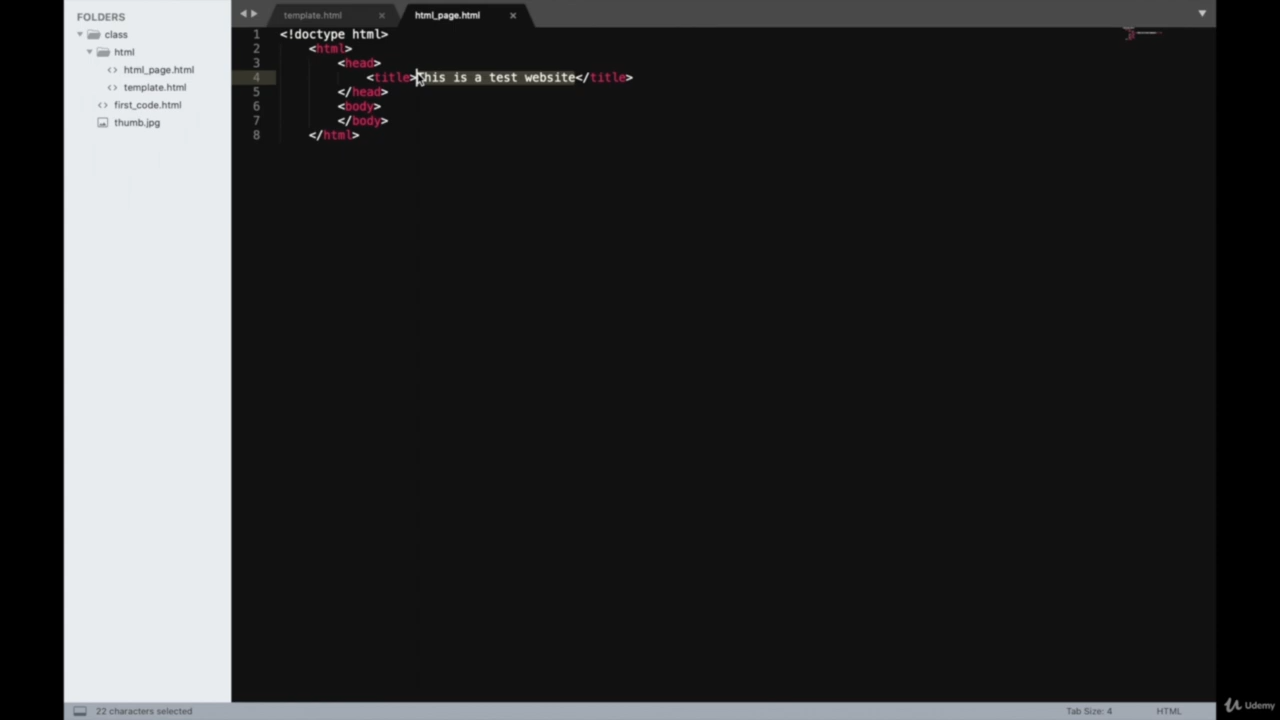 FOLDERS
class
html
html_page.html
template.html
first_code.html
thumb.jpg
template.html
html_page.html
1 <!doctype html>
2 <html>
3 <head>
4 <title>This is a test website</title>
5 </head>
6 <body>
7 </body>
8 </html>
22 characters selected
Tab Size: 4
HTML
Udemy